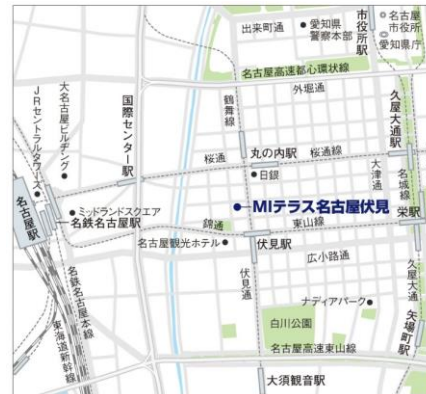 出来町通
愛知県
警察本部
市役所駅
名古屋
市役所
愛知県庁
名古屋高速都心環状線
外堀通
鶴舞線
国際センター駅
大名古屋ビルヂング
JRセントラルタワーズ
久屋大通駅
丸の内駅
桜通
桜通線
日銀
大津通
名城線
MIテラス名古屋伏見
ミッドランドスクエア
名鉄名古屋駅
名古屋駅
錦通
東山線
栄駅
名古屋観光ホテル
伏見駅
広小路通
伏見通
久屋大通
ナディアパーク
白川公園
矢場町駅
名鉄名古屋本線
東海道新幹線
名古屋高速東山線
大須観音駅